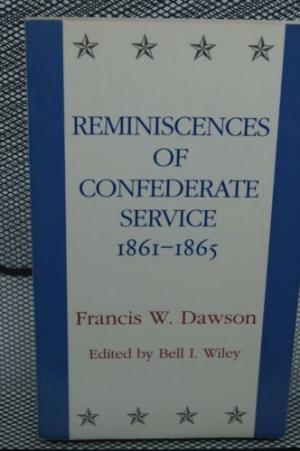 REMINISCENCES
OF
CONFEDERATE
SERVICE
1861–1865
Francis W. Dawson
Edited by Bell I. Wiley